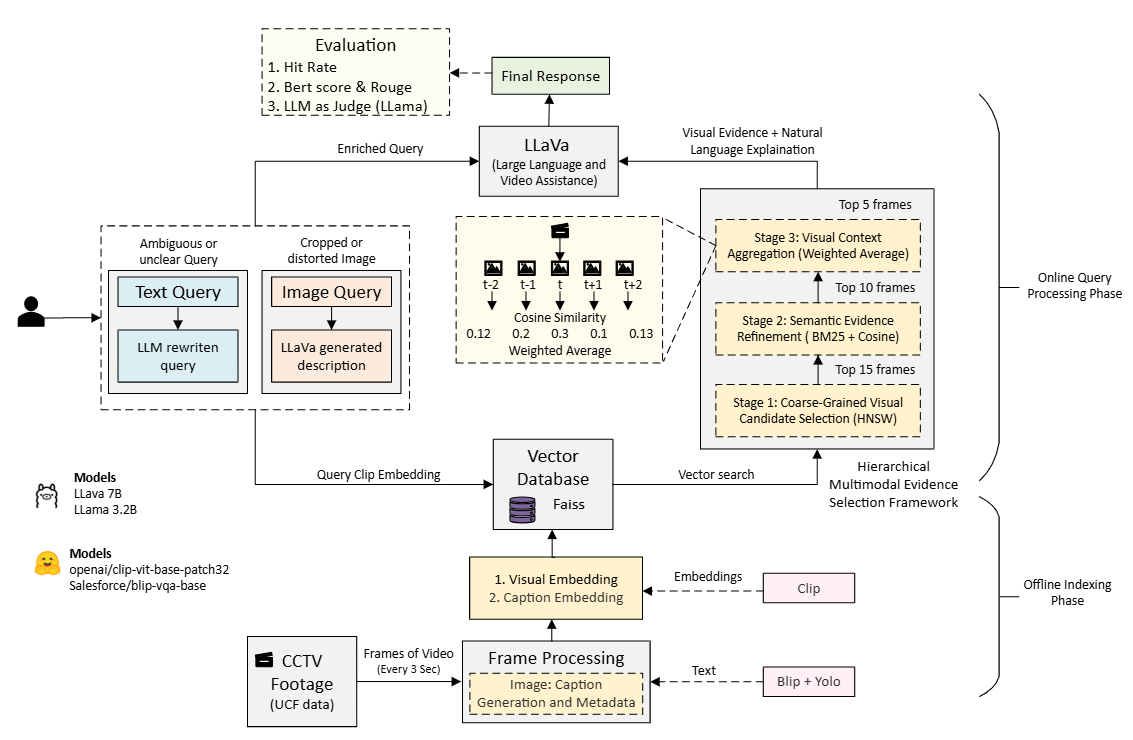 Evaluation
1. Hit Rate
2. Bert score & Rouge
3. LLM as Judge (LLama)
Final Response
LLaVa
(Large Language and
Video Assistance)
Enriched Query
Visual Evidence + Natural
Language Explaination
Top 5 frames
Stage 3: Visual Context
Aggregation (Weighted Average)
Top 10 frames
Stage 2: Semantic Evidence
Refinement ( BM25 + Cosine)
Top 15 frames
Stage 1: Coarse-Grained Visual
Candidate Selection (HNSW)
Hierarchical
Multimodal Evidence
Selection Framework
t-2 t-1 t t+1 t+2
Cosine Similarity
0.12 0.2 0.3 0.1 0.13
Weighted Average
Ambiguous or
unclear Query
Text Query
LLM rewriten
query
Cropped or
distorted Image
Image Query
LLaVa generated
description
Online Query
Processing Phase
Query Clip Embedding
Vector
Database
Faiss
Vector search
Models
LLava 7B
LLama 3.2B
Models
openai/clip-vit-base-patch32
Salesforce/blip-vqa-base
1. Visual Embedding
2. Caption Embedding
Embeddings
Clip
Offline Indexing
Phase
CCTV
Footage
(UCF data)
Frames of Video
(Every 3 Sec)
Frame Processing
Image: Caption
Generation and Metadata
Text
Blip + Yolo